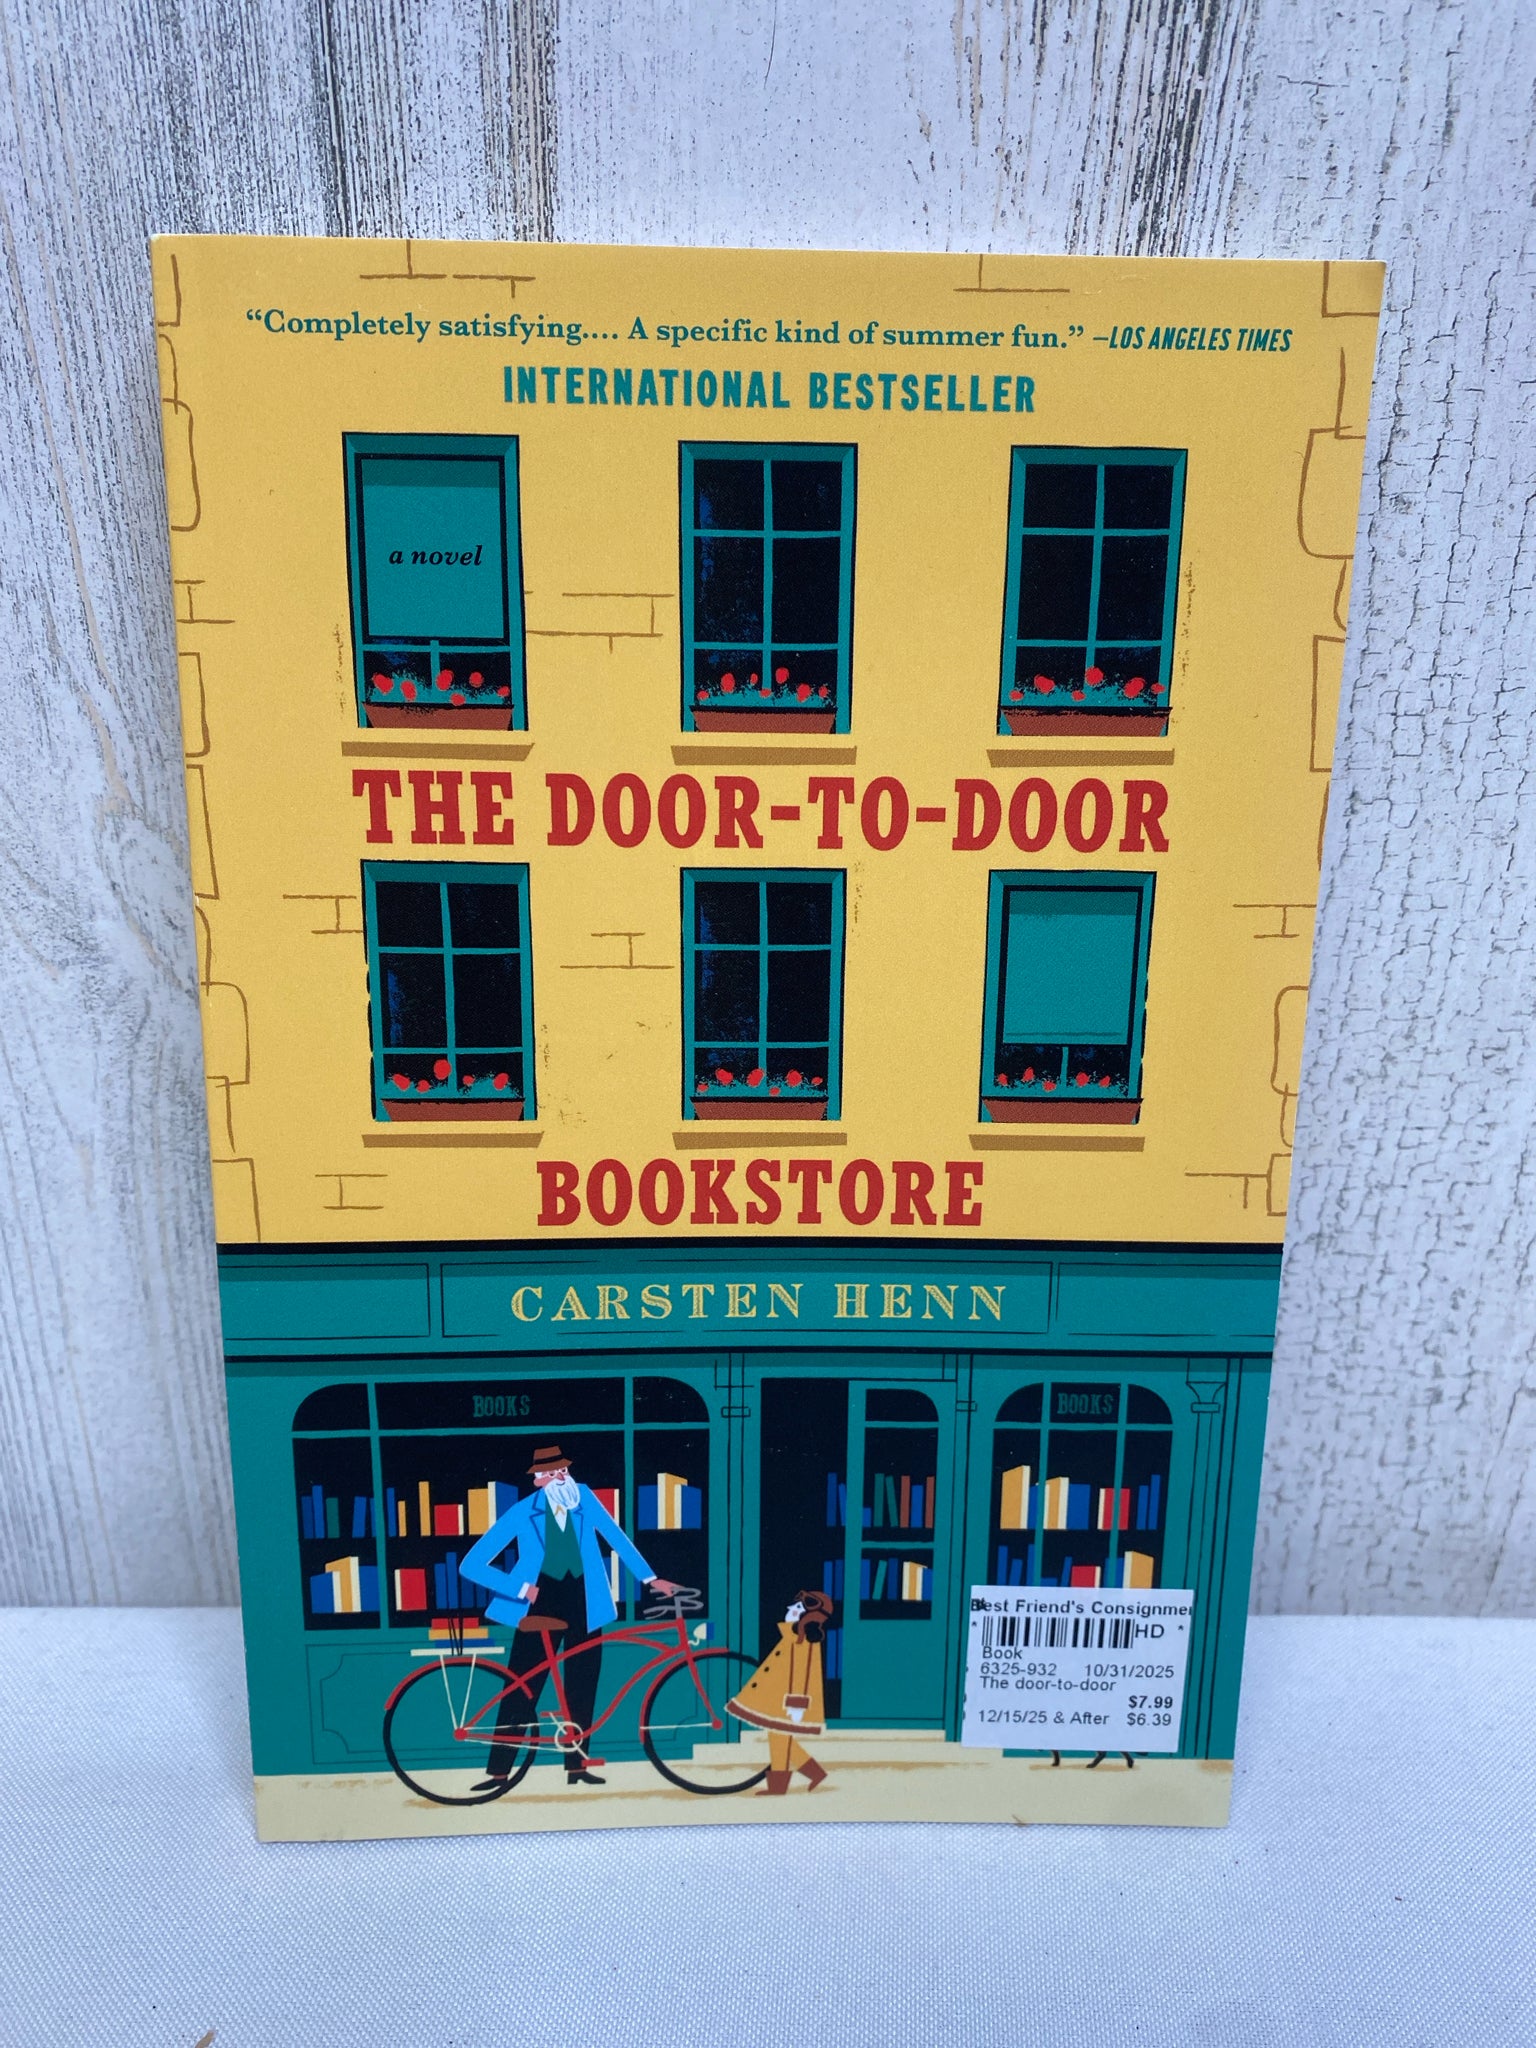 “Completely satisfying.... A specific kind of summer fun.” —LOS ANGELES TIMES
INTERNATIONAL BESTSELLER
a novel
THE DOOR-TO-DOOR
BOOKSTORE
CARSTEN HENN
BOOKS
BOOKS
Best Friend's Consignmen
* HD *
Book
6325-932 10/31/2025
The door-to-door
$7.99
12/15/25 & After $6.39